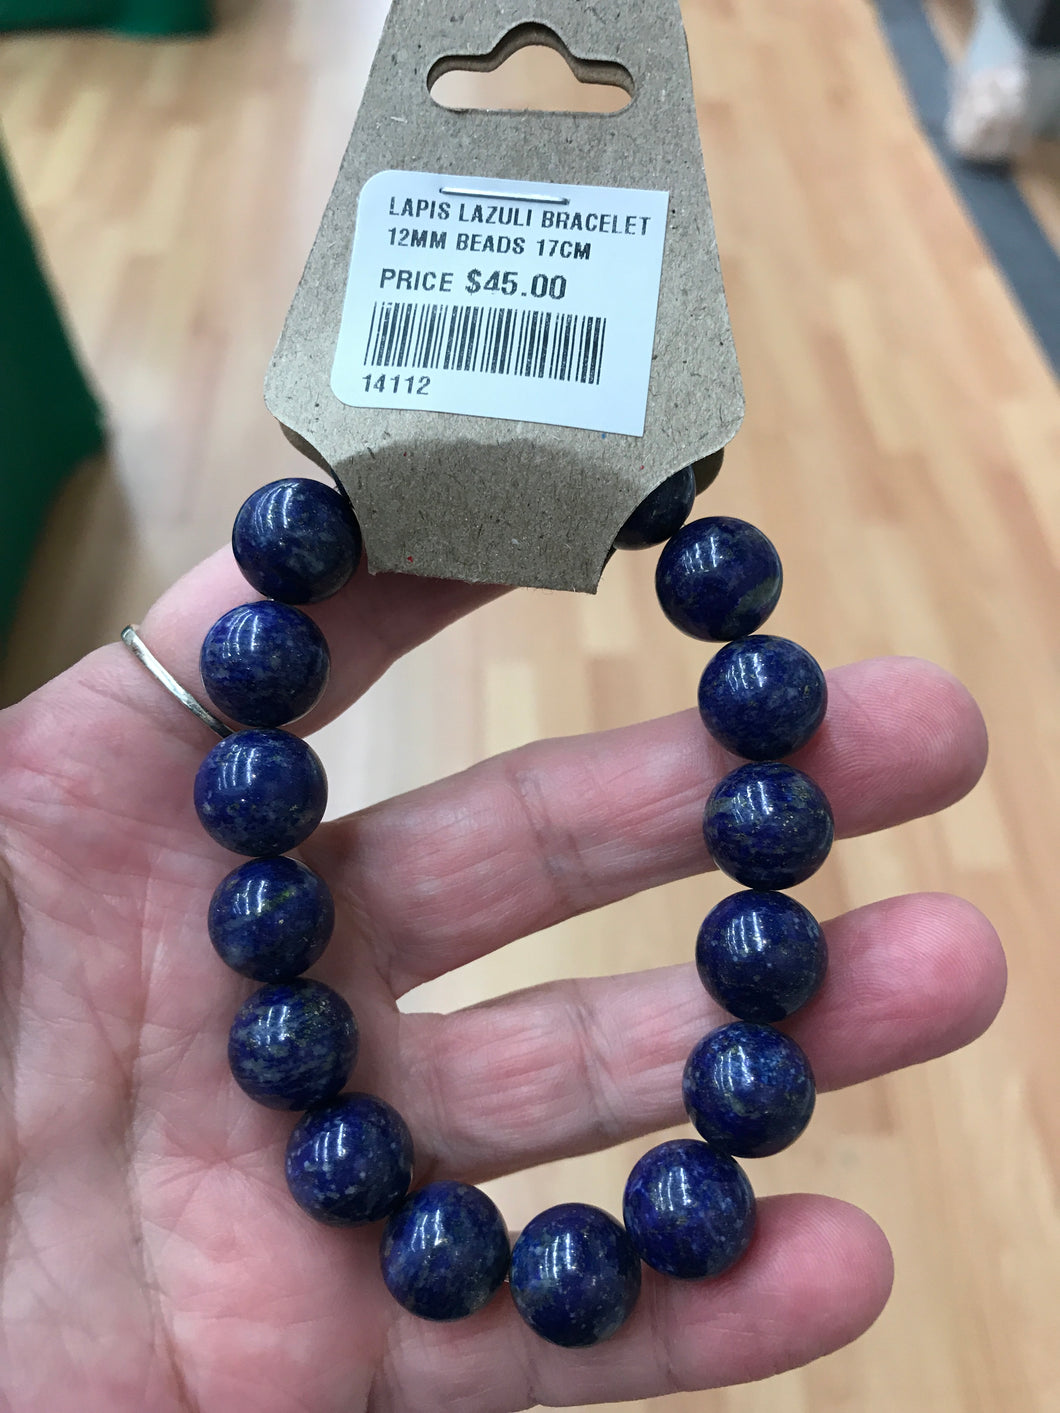 LAPIS LAZULI BRACELET
12MM BEADS 17CM
PRICE $45.00
14112